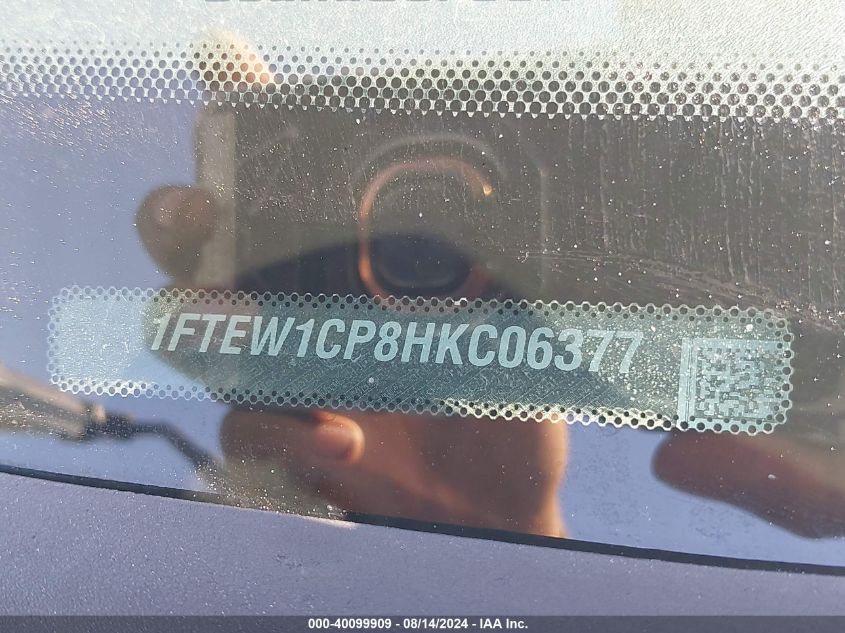 1FTEW1CP8HKC06377
000-40099909 - 08/14/2024 - IAA Inc.